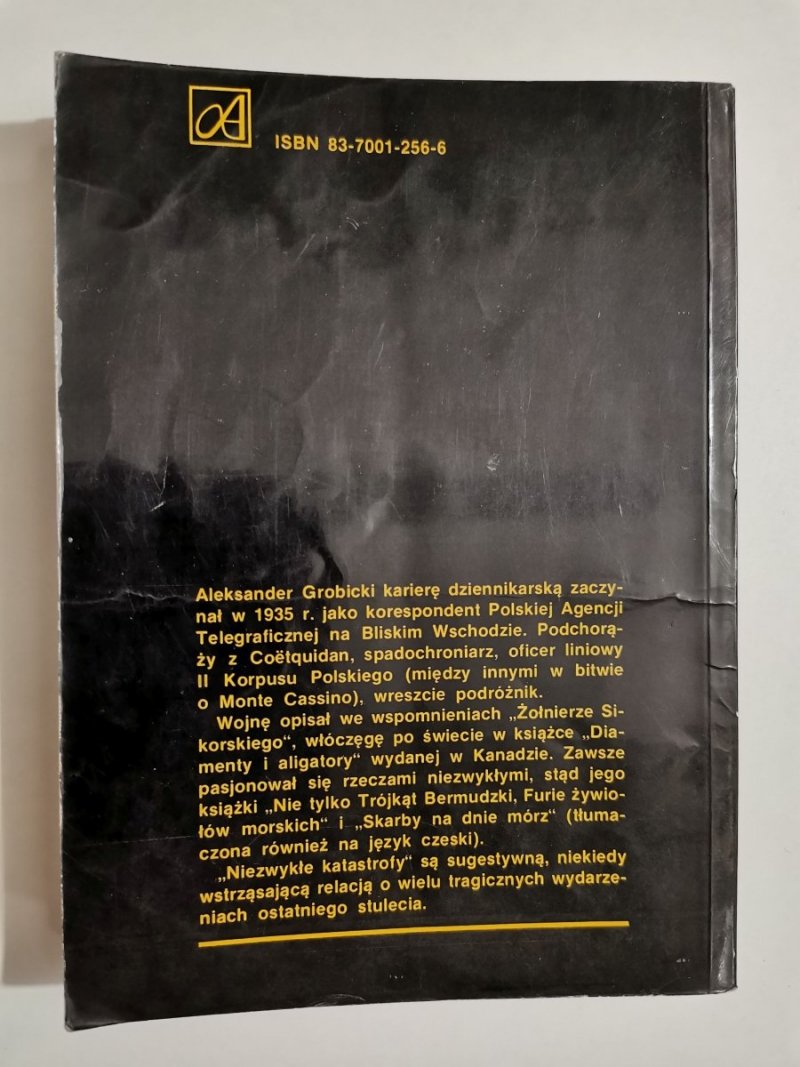 ISBN 83-7001-256-6
Aleksander Grobicki karierę dziennikarską zaczy-
nał w 1935 r. jako korespondent Polskiej Agencji
Telegraficznej na Bliskim Wschodzie. Podchorą-
ży z Coëtquidan, spadochroniarz, oficer liniowy
II Korpusu Polskiego (między innymi w bitwie
o Monte Cassino), wreszcie podróżnik.
Wojnę opisał we wspomnieniach „Żołnierze Si-
korskiego", włóczęgę po świecie w książce „Dia-
menty i aligatory" wydanej w Kanadzie. Zawsze
pasjonował się rzeczami niezwykłymi, stąd jego
książki „Nie tylko Trójkąt Bermudzki, Furie żywio-
łów morskich" i „Skarby na dnie mórz" (tłuma-
czona również na język czeski).
„Niezwykłe katastrofy" są sugestywną, niekiedy
wstrząsającą relacją o wielu tragicznych wydarze-
niach ostatniego stulecia.